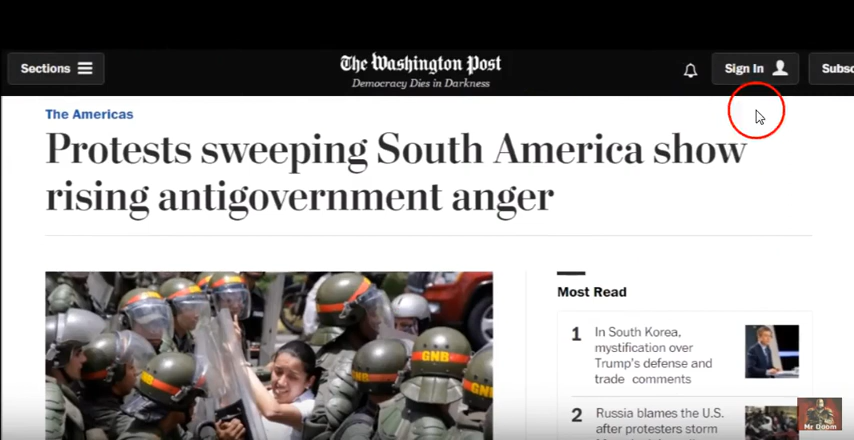 Sections
The Washington Post
Democracy Dies in Darkness
Sign In
Subsc
The Americas
Protests sweeping South America show
rising antigovernment anger
GNB
GNB
Most Read
1 In South Korea,
mystification over
Trump's defense and
trade comments
2 Russia blames the U.S.
after protesters storm
Mr Doom